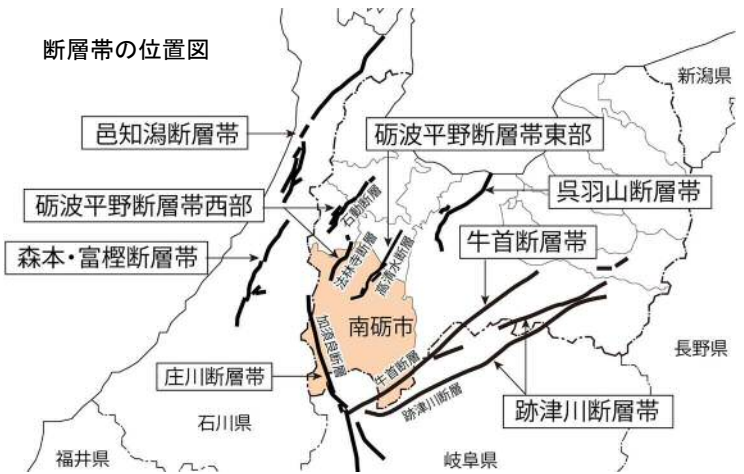 断層帯の位置図
新潟県
邑知潟断層帯
砺波平野断層帯東部
呉羽山断層帯
砺波平野断層帯西部
石動断層
牛首断層帯
森本・富樫断層帯
法林寺断層
高清水断層
南砺市
加須良断層
長野県
庄川断層帯
牛首断層
跡津川断層
跡津川断層帯
石川県
福井県
岐阜県